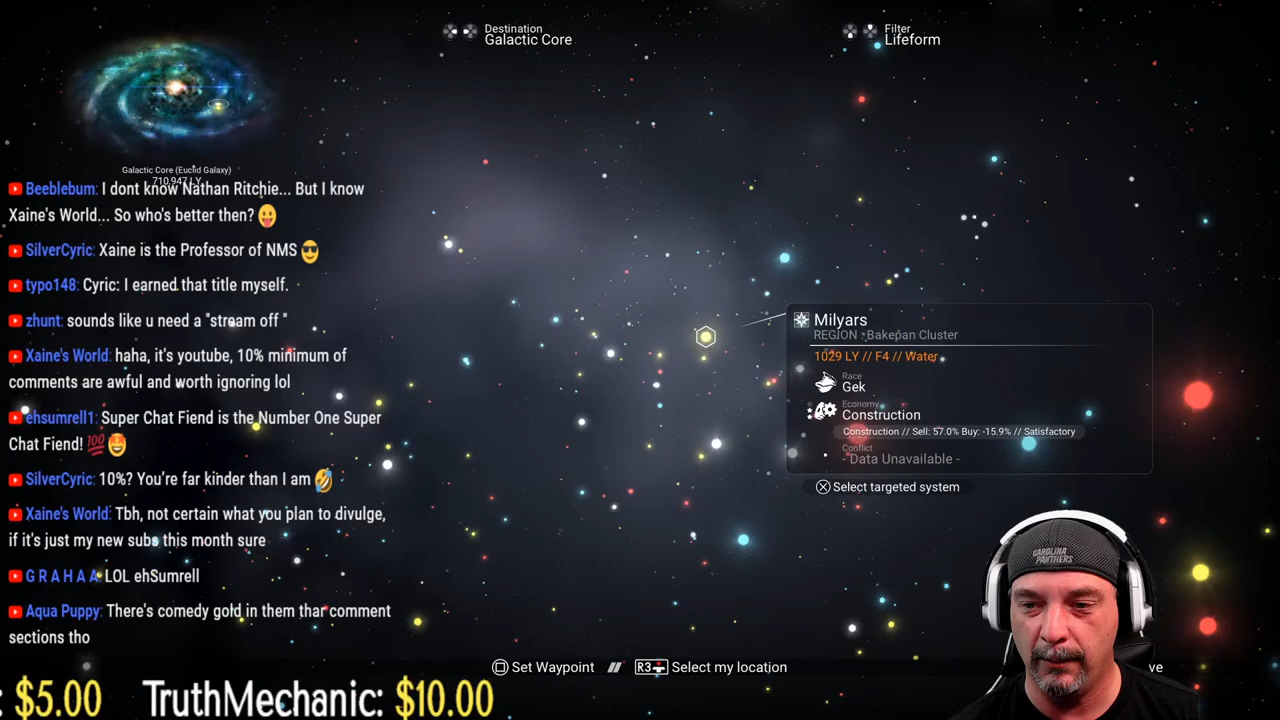 Destination
Galactic Core
Filter
Lifeform
Galactic Core (Euclid Galaxy)
710,947 LY
Beeblebum: I dont know Nathan Ritchie... But I know
Xaine's World... So who's better then? 😛
SilverCyric: Xaine is the Professor of NMS 😎
typo148: Cyric: I earned that title myself.
zhunt: sounds like u need a "stream off "
Xaine's World: haha, it's youtube, 10% minimum of
comments are awful and worth ignoring lol
ehsumrell1: Super Chat Fiend is the Number One Super
Chat Fiend! 💯🤩
SilverCyric: 10%? You're far kinder than I am 🤣
Xaine's World: Tbh, not certain what you plan to divulge,
if it's just my new subs this month sure
G R A H A A: LOL ehSumrell
Aqua Puppy: There's comedy gold in them thar comment
sections tho
Milyars
REGION - Bakepan Cluster
1029 LY // F4 // Water
Race
Gek
Economy
Construction
Construction // Sell: 57.0% Buy: -15.9% // Satisfactory
Conflict
- Data Unavailable -
Select targeted system
CAROLINA
PANTHERS
Set Waypoint // R3 Select my location
ve
: $5.00 TruthMechanic: $10.00